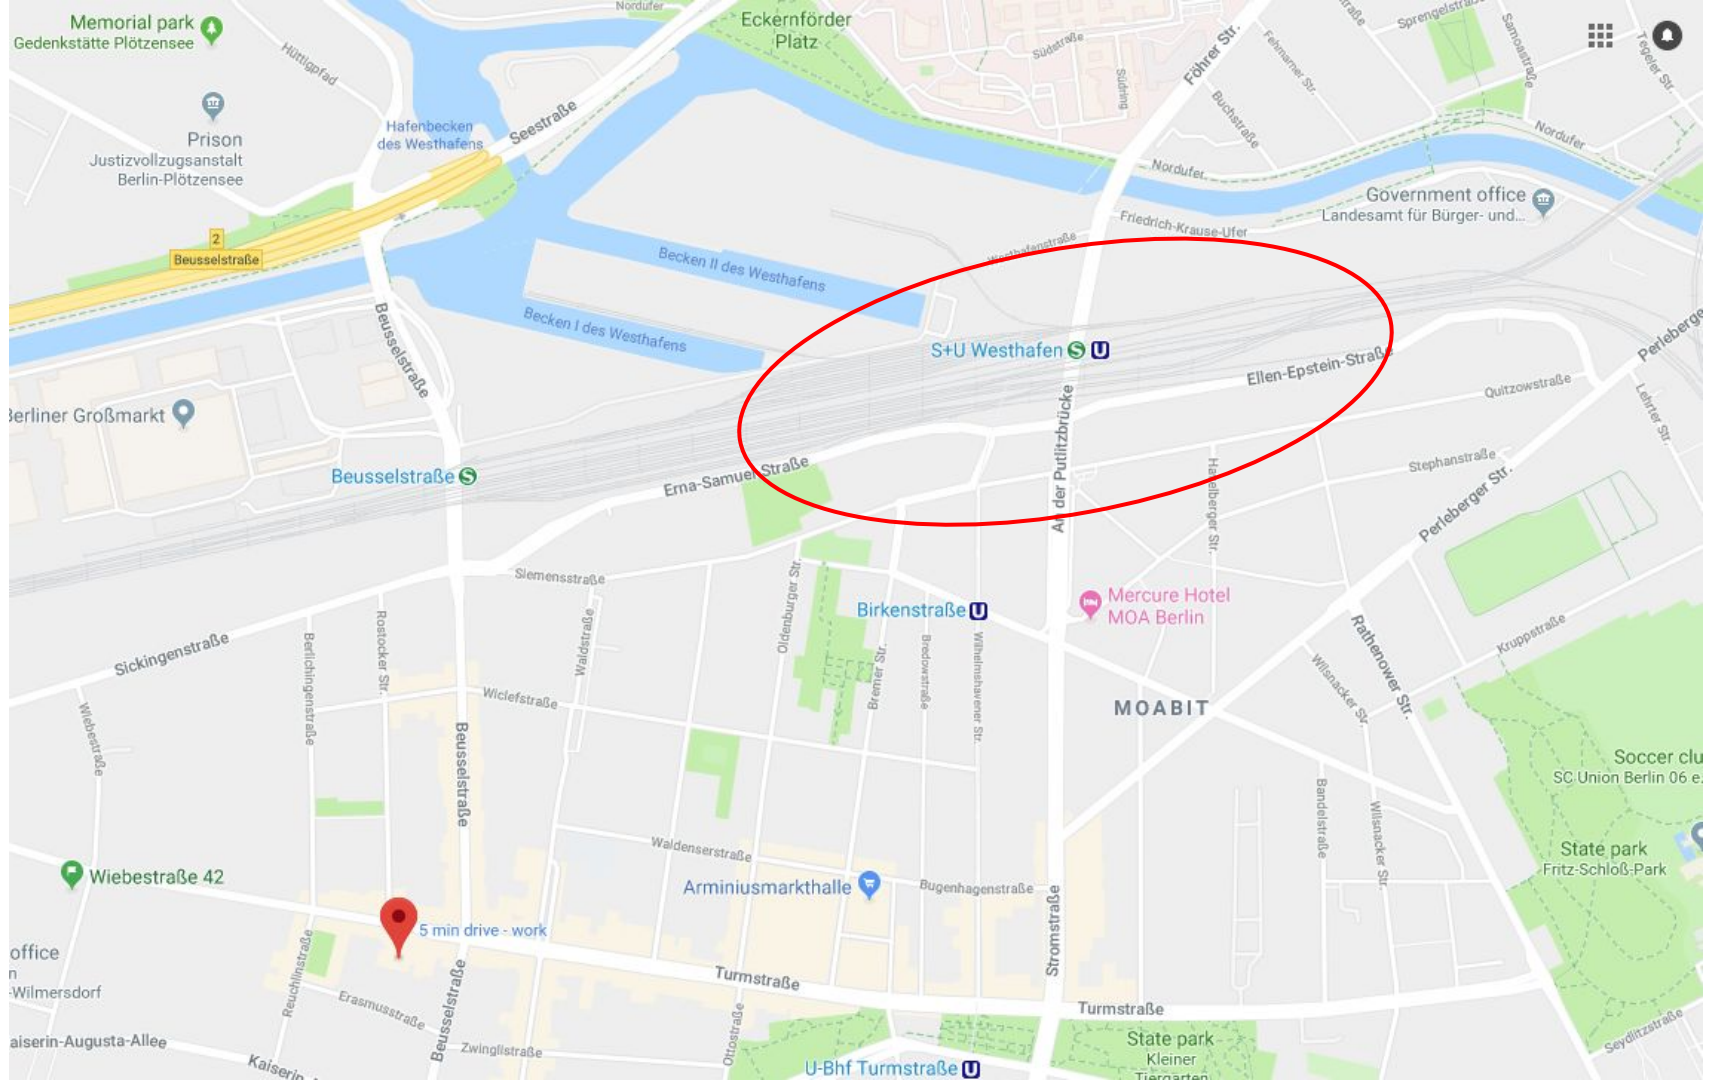 Memorial park
Gedenkstätte Plötzensee
Hüttigpfad
Nordufer
Eckernförder
Platz
Südstraße
Südring
Föhrer Str.
Fehmarner Str.
Buchstraße
Sprengelstraße
Samoastraße
Tegeler Str.
Nordufer
Prison
Justizvollzugsanstalt
Berlin-Plötzensee
Hafenbecken
des Westhafens
Seestraße
Nordufer
Government office
Landesamt für Bürger- und...
Friedrich-Krause-Ufer
Westhafenstraße
2
Beusselstraße
Becken II des Westhafens
Becken I des Westhafens
Beusselstraße
S+U Westhafen S U
Ellen-Epstein-Straße
Quitzowstraße
Perleberge
Lehrter Str.
Berliner Großmarkt
An der Putlitzbrücke
Beusselstraße S
Erna-Samuel-Straße
Havelberger Str.
Stephanstraße
Perleberger Str.
Siemensstraße
Oldenburger Str.
Birkenstraße U
Mercure Hotel
MOA Berlin
Sickingenstraße
Berlichingenstraße
Rostocker Str.
Waldstraße
Bremer Str.
Bredowstraße
Wilhelmshavener Str.
Rathenower Str.
Kruppstraße
Wilsnacker Str.
Wiclefstraße
MOABIT
Wiebestraße
Beusselstraße
Soccer clu
SC Union Berlin 06 e.
Bandelstraße
Wilsnacker Str.
Waldenserstraße
State park
Fritz-Schloß-Park
Wiebestraße 42
Arminiusmarkthalle
Bugenhagenstraße
5 min drive - work
Stromstraße
office
n
-Wilmersdorf
Reuchlinstraße
Turmstraße
Erasmusstraße
Beusselstraße
Ottostraße
Turmstraße
aiserin-Augusta-Allee
Kaiserin-A
Zwinglistraße
State park
Kleiner
Tiergarten
U-Bhf Turmstraße U
Seydlitzstraße